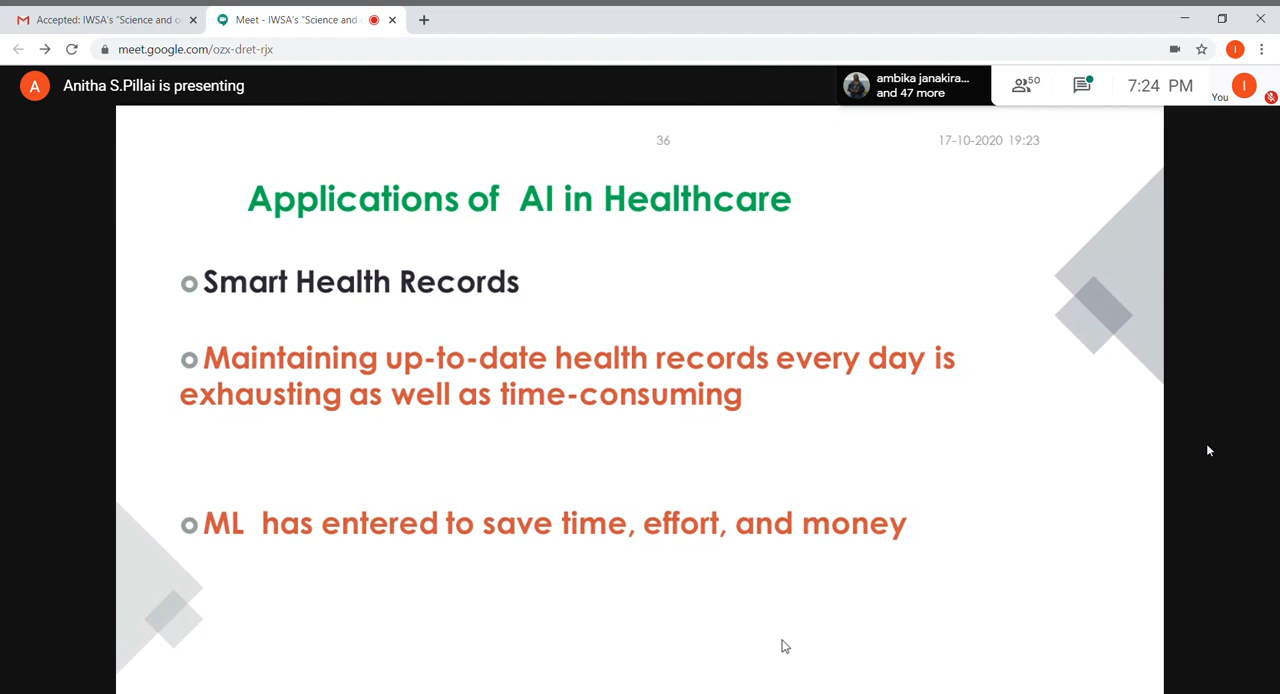 Accepted: IWSA's "Science and o
Meet - IWSA's "Science and
meet.google.com/ozx-dret-rjx
I
A
Anitha S.Pillai is presenting
ambika janakira...
and 47 more
50
7:24 PM
You
I
36
17-10-2020 19:23
Applications of AI in Healthcare
Smart Health Records
Maintaining up-to-date health records every day is
exhausting as well as time-consuming
ML has entered to save time, effort, and money